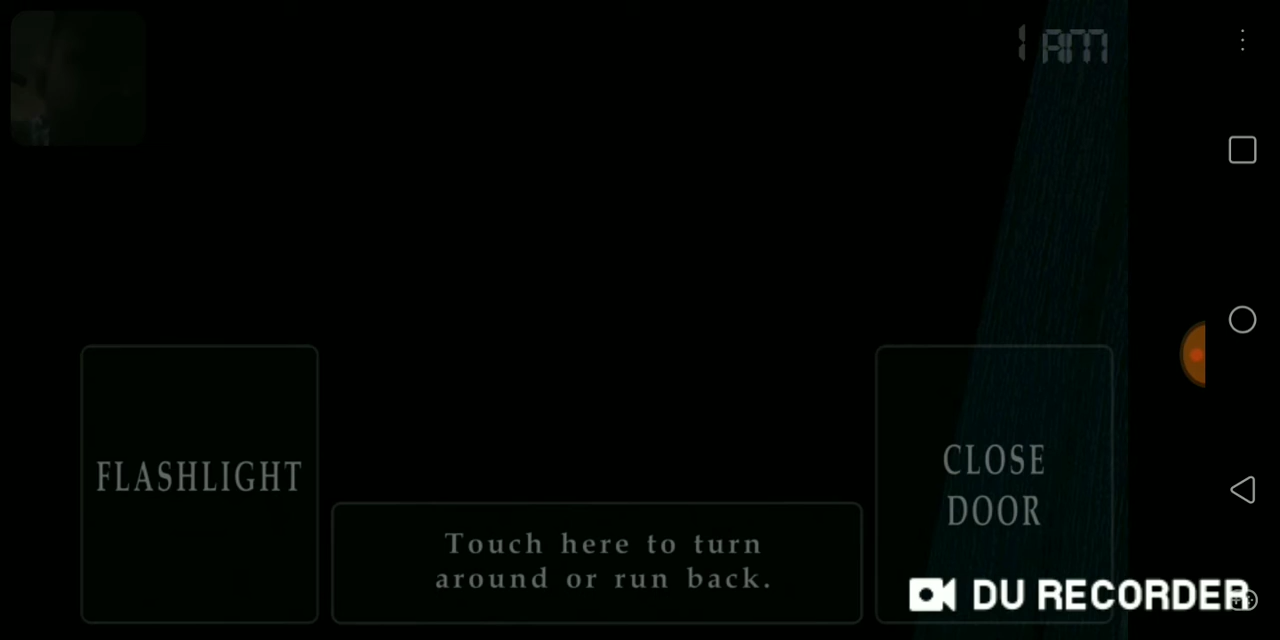 1 AM
FLASHLIGHT
CLOSE
DOOR
Touch here to turn
around or run back.
DU RECORDER